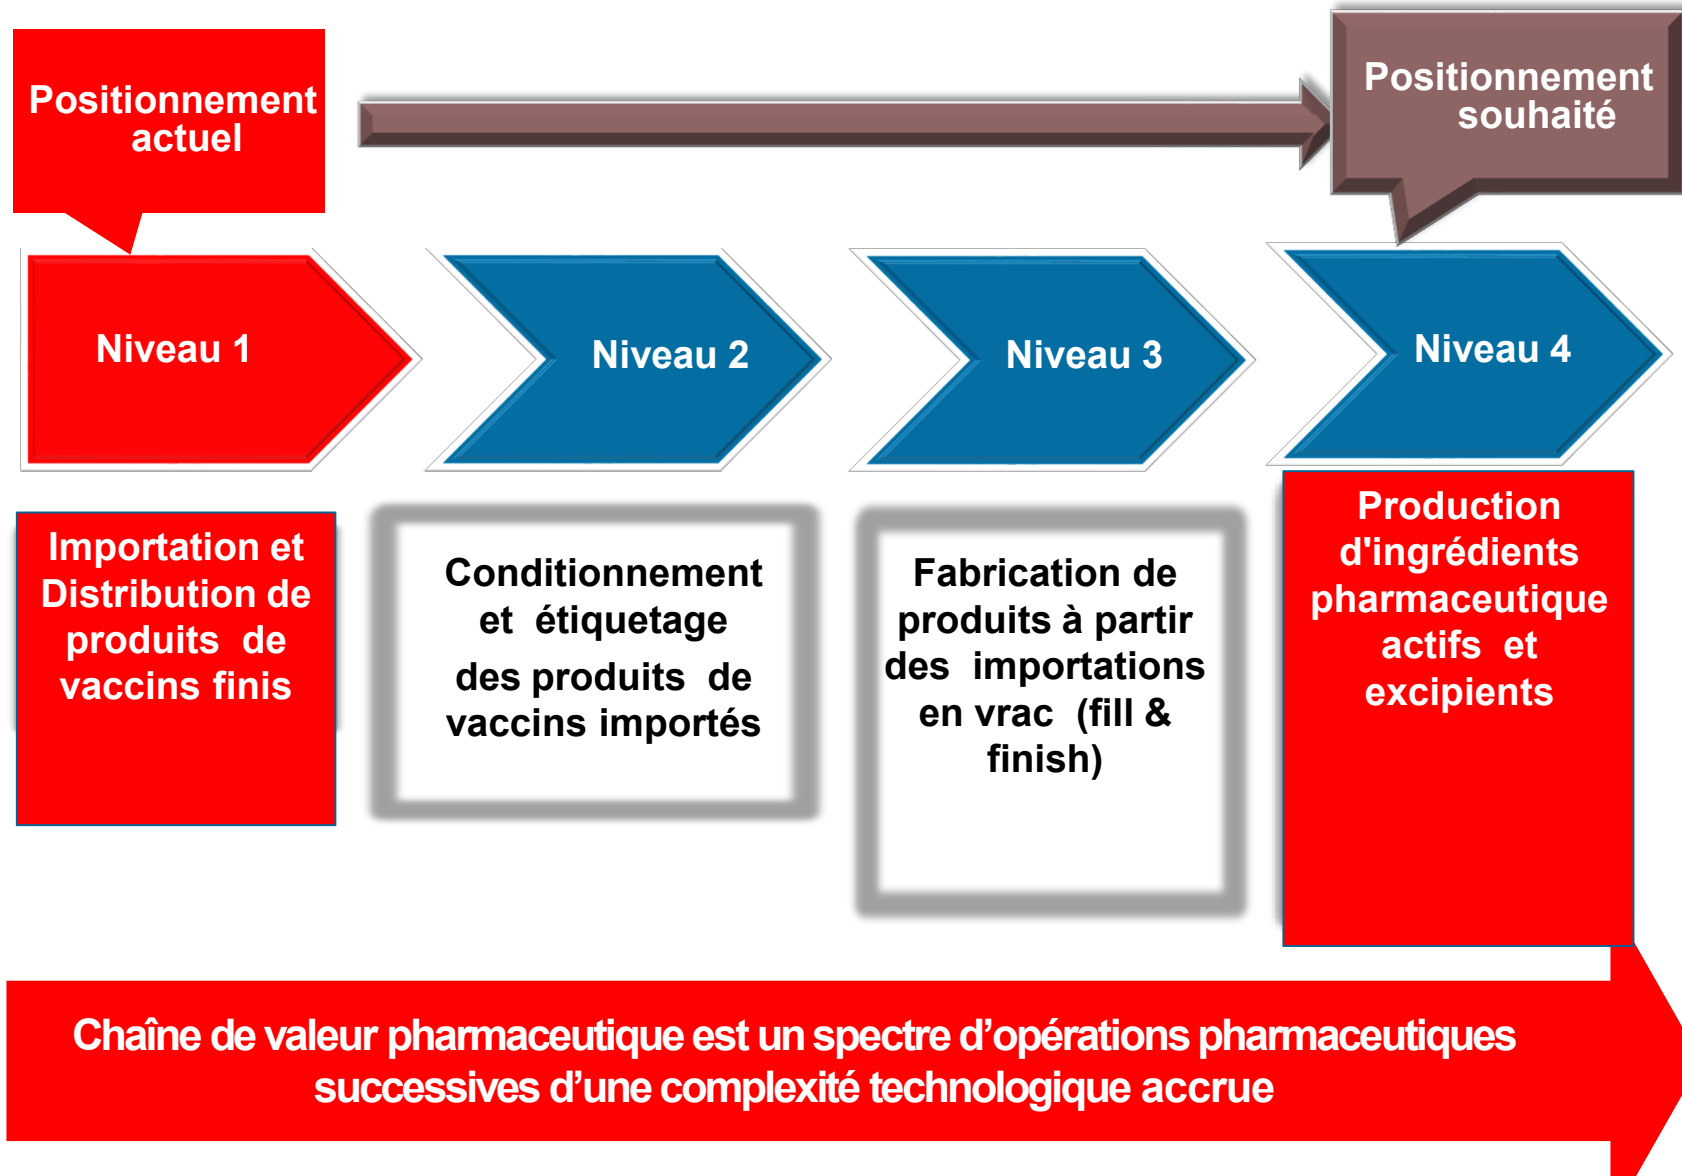 Positionnement
actuel
Positionnement
souhaité
Niveau 1
Niveau 2
Niveau 3
Niveau 4
Importation et
Distribution de
produits de
vaccins finis
Conditionnement
et étiquetage
des produits de
vaccins importés
Fabrication de
produits à partir
des importations
en vrac (fill &
finish)
Production
d'ingrédients
pharmaceutique
actifs et
excipients
Chaîne de valeur pharmaceutique est un spectre d’opérations pharmaceutiques
successives d’une complexité technologique accrue